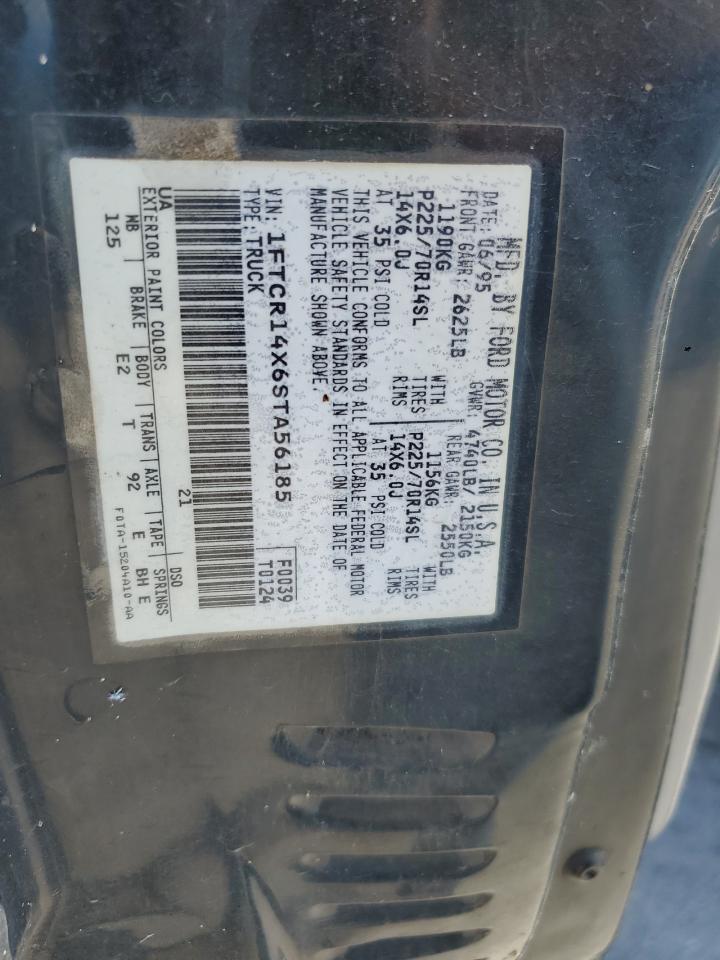 MFD. BY FORD MOTOR CO. IN U.S.A.
DATE: 06/95 GVWR: 4740LB/ 2150KG
FRONT GAWR: 2625LB REAR GAWR: 2550LB
1190KG WITH 1156KG WITH
P225/70R14SL TIRES P225/70R14SL TIRES
14X6.0J RIMS 14X6.0J RIMS
AT 35 PSI COLD AT 35 PSI COLD
THIS VEHICLE CONFORMS TO ALL APPLICABLE FEDERAL MOTOR
VEHICLE SAFETY STANDARDS IN EFFECT ON THE DATE OF
MANUFACTURE SHOWN ABOVE.
VIN: 1FTCR14X6STA56185 F0039
TYPE: TRUCK T0124
UA 21 DSO
EXTERIOR PAINT COLORS
WB BRAKE BODY TRANS AXLE TAPE SPRINGS
125 E2 T 92 E BH E
F0TA-15204A10-AA